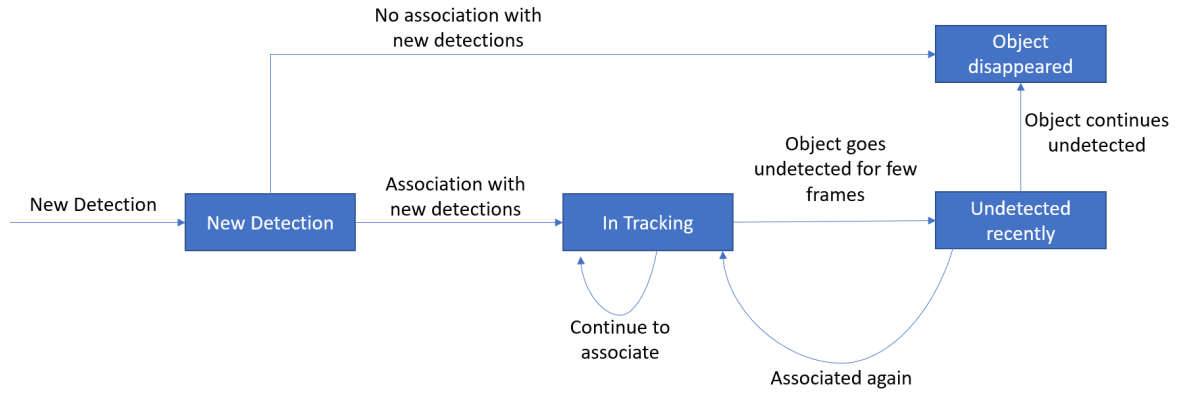 No association with
new detections
Object
disappeared
Object continues
undetected
Object goes
undetected for few
frames
Association with
new detections
New Detection
New Detection
In Tracking
Undetected
recently
Continue to
associate
Associated again